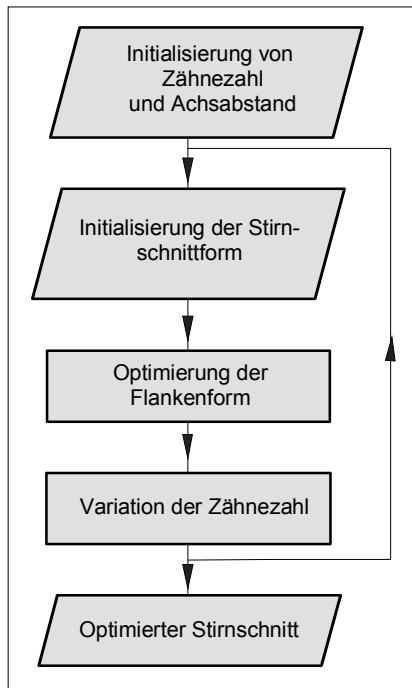 Initialisierung von
Zähnezahl
und Achsabstand
Initialisierung der Stirn-
schnittform
Optimierung der
Flankenform
Variation der Zähnezahl
Optimierter Stirnschnitt